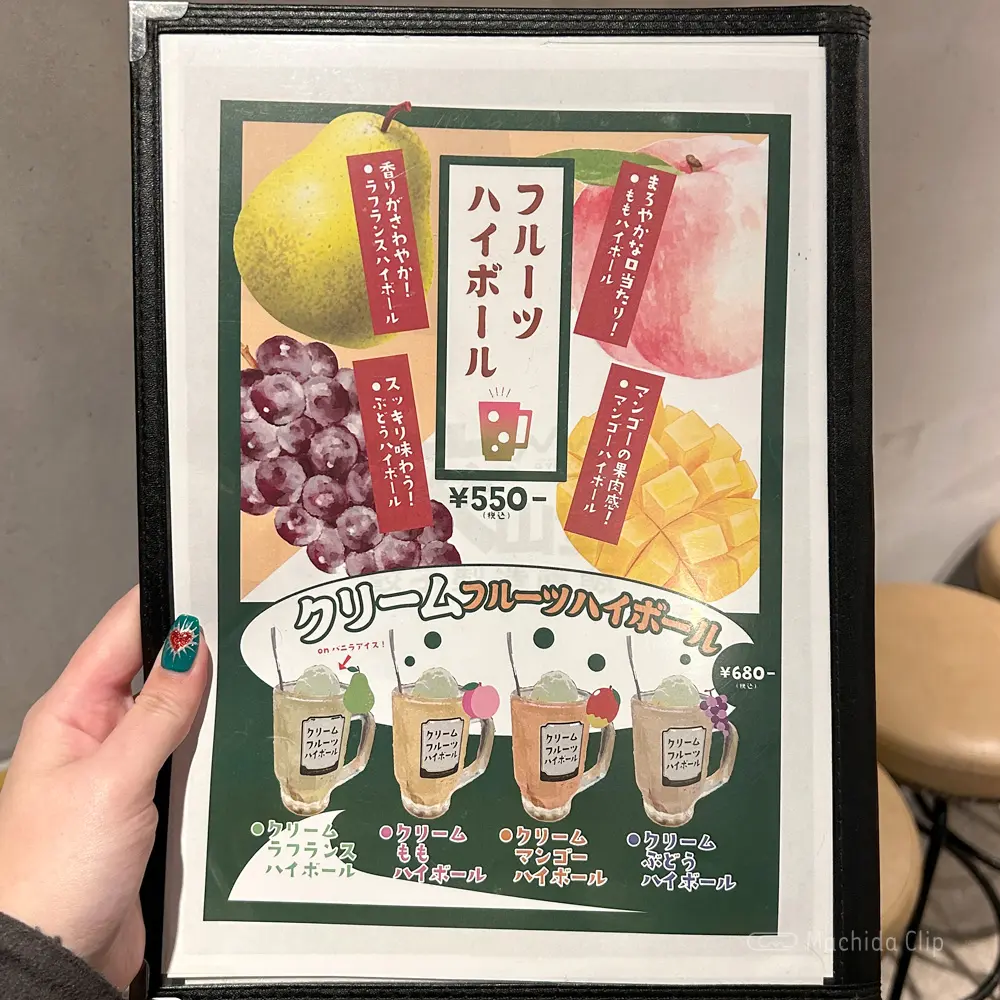 フルーツ
ハイボール
¥550-
(税込)
香りがさわやか！
●ラフランスハイボール
まろやかな口当たり！
●ももハイボール
スッキリ味わう！
●ぶどうハイボール
マンゴーの果肉感！
●マンゴーハイボール
クリームフルーツハイボール
on バニラアイス！
¥680-
(税込)
クリーム
フルーツ
ハイボール
クリーム
フルーツ
ハイボール
クリーム
フルーツ
ハイボール
クリーム
フルーツ
ハイボール
●クリーム
ラフランス
ハイボール
●クリーム
もも
ハイボール
●クリーム
マンゴー
ハイボール
●クリーム
ぶどう
ハイボール
Machida Clip